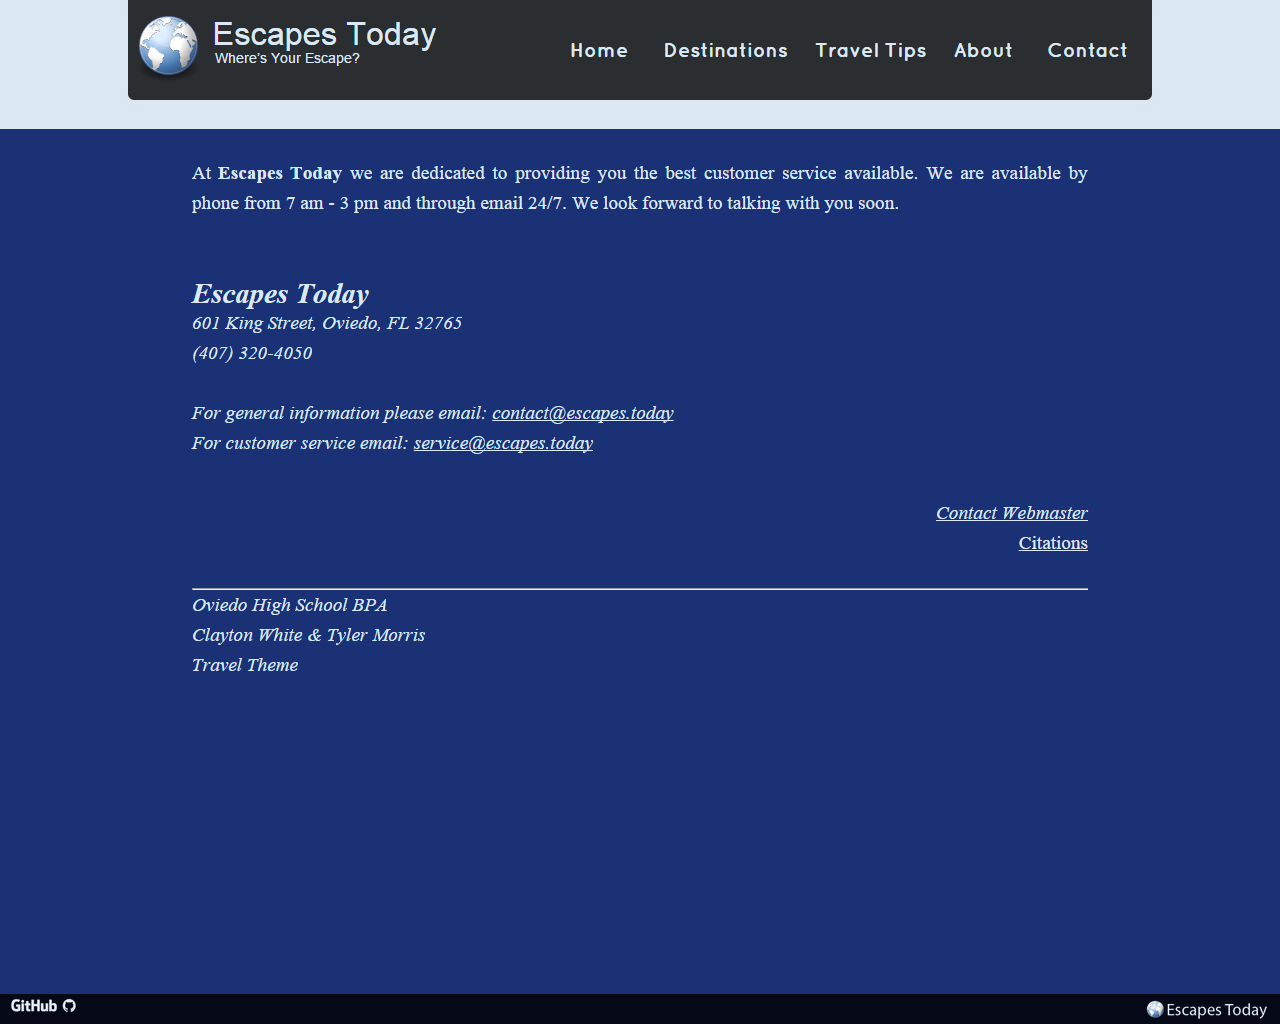 Escapes Today
Where's Your Escape?
Home Destinations Travel Tips About Contact
At Escapes Today we are dedicated to providing you the best customer service available. We are available by
phone from 7 am - 3 pm and through email 24/7. We look forward to talking with you soon.
Escapes Today
601 King Street, Oviedo, FL 32765
(407) 320-4050
For general information please email: contact@escapes.today
For customer service email: service@escapes.today
Contact Webmaster
Citations
Oviedo High School BPA
Clayton White & Tyler Morris
Travel Theme
GitHub
Escapes Today